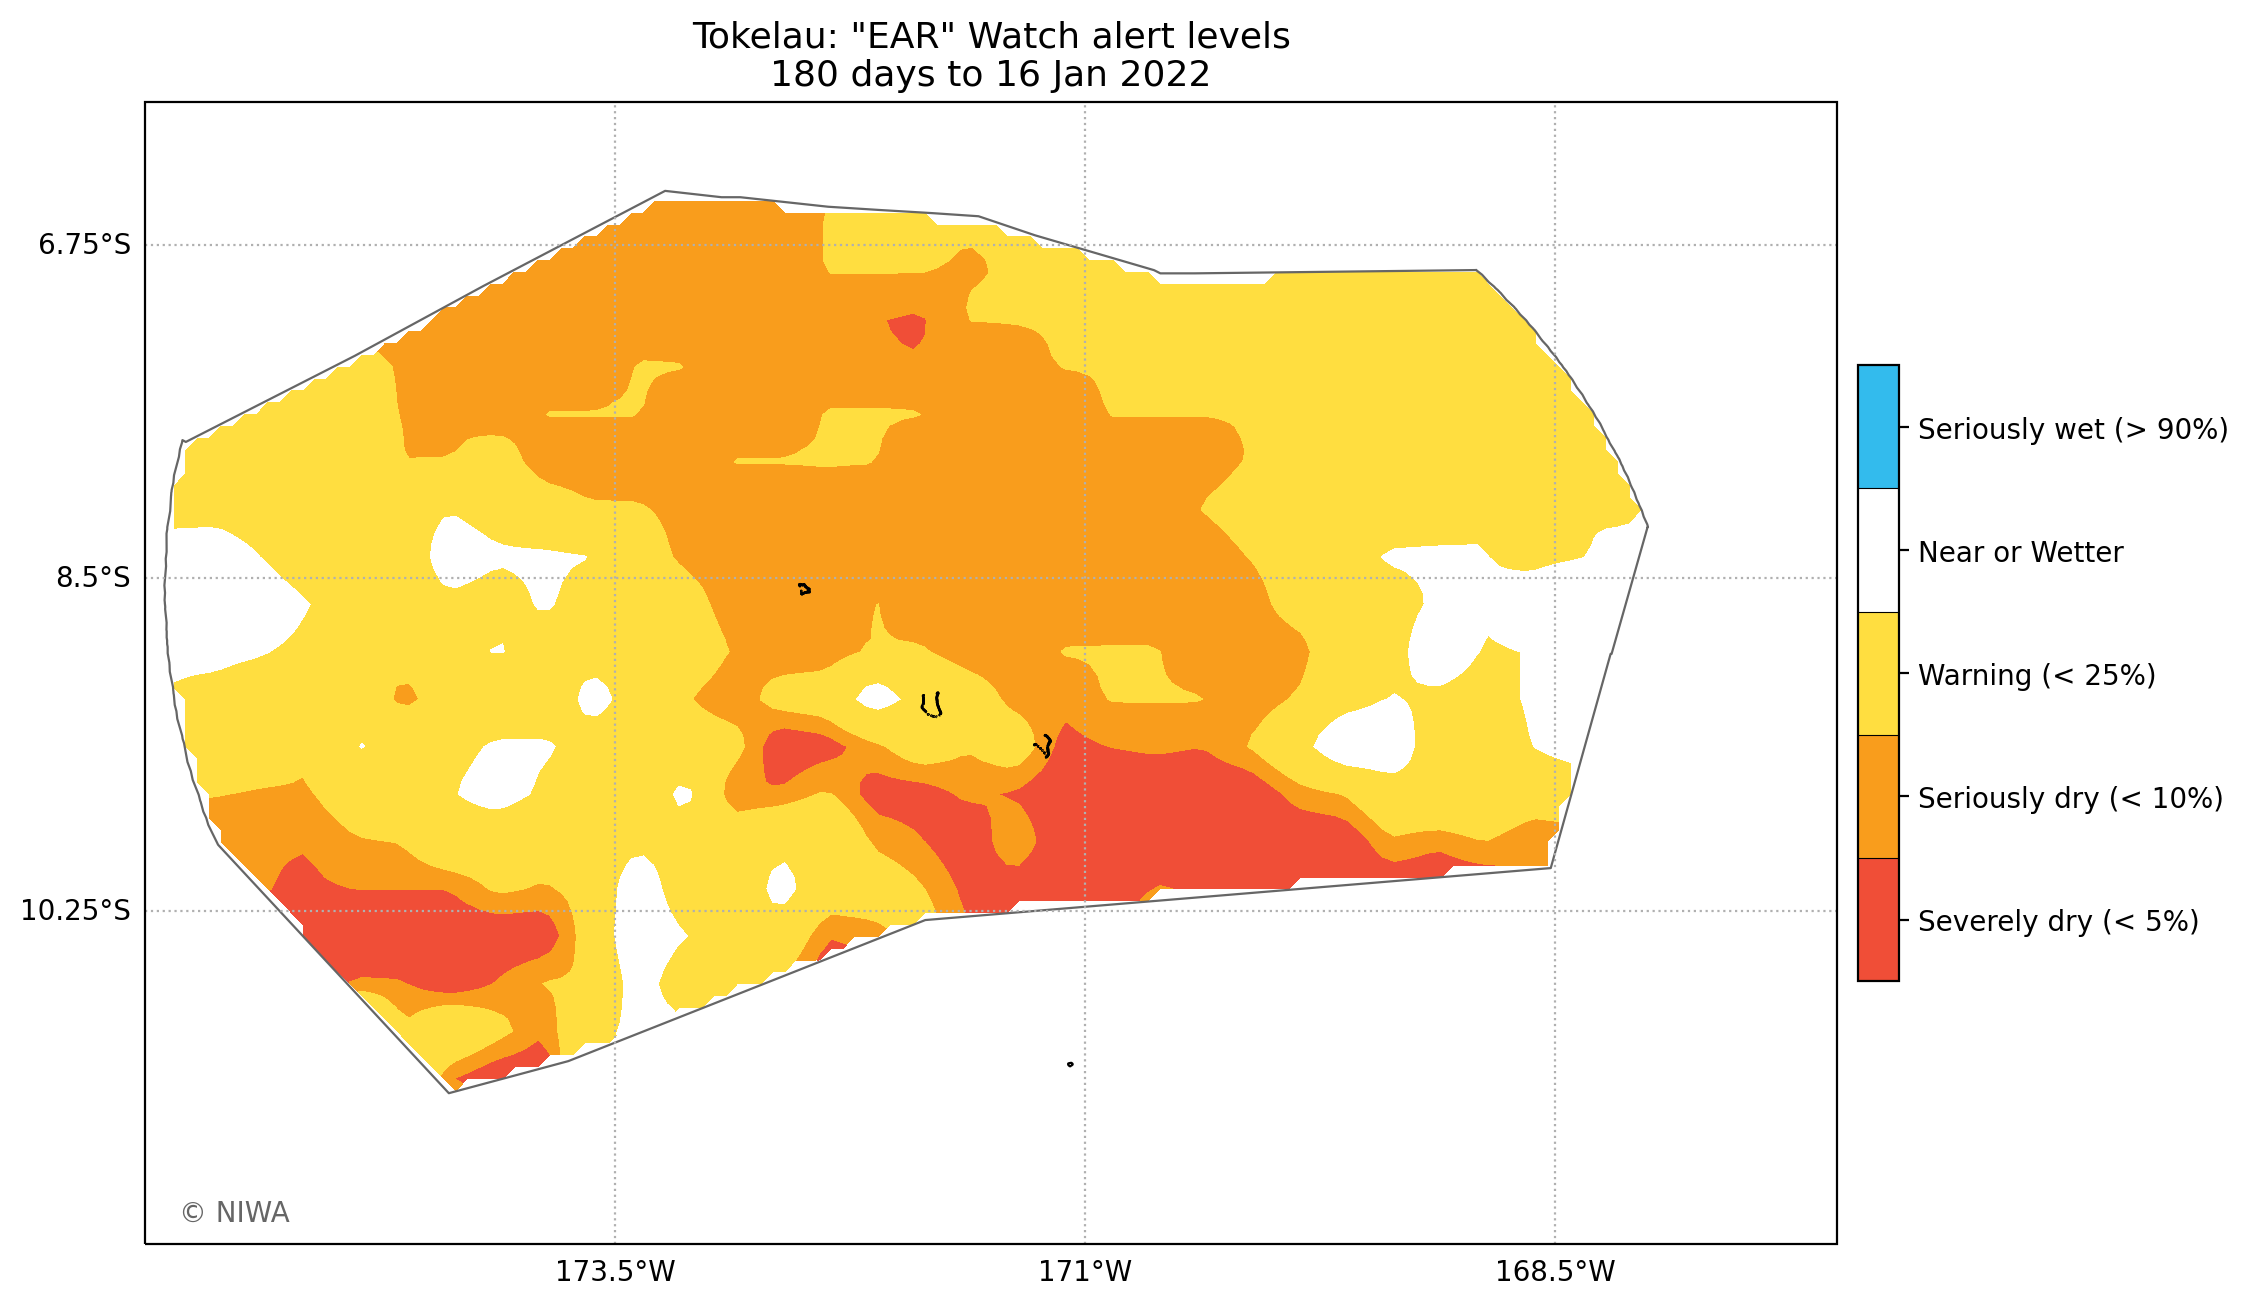 Tokelau: "EAR" Watch alert levels
180 days to 16 Jan 2022
6.75°S
8.5°S
10.25°S
173.5°W
171°W
168.5°W
Seriously wet (> 90%)
Near or Wetter
Warning (< 25%)
Seriously dry (< 10%)
Severely dry (< 5%)
© NIWA